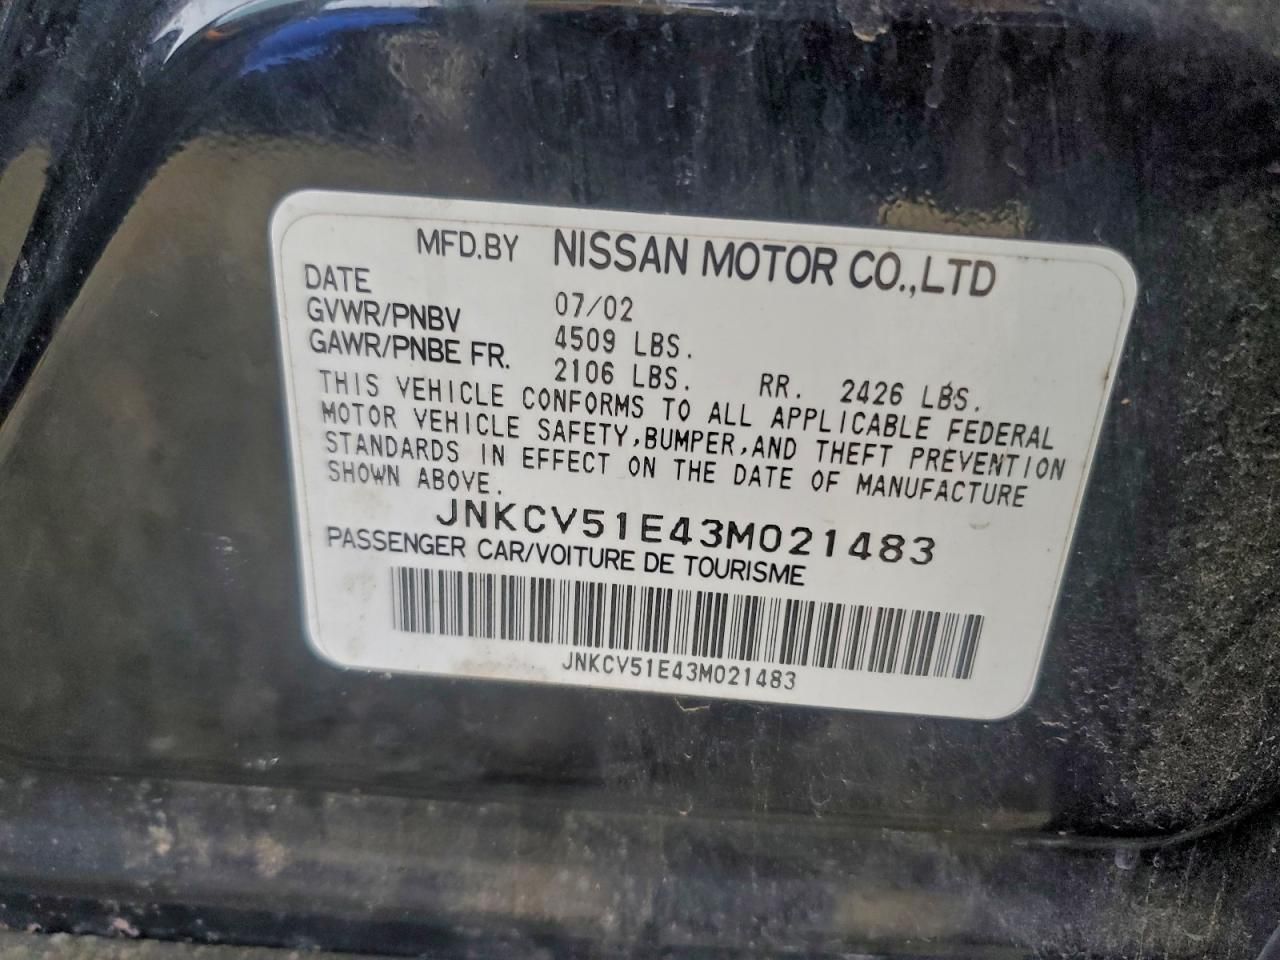 MFD.BY NISSAN MOTOR CO.,LTD
DATE 07/02
GVWR/PNBV 4509 LBS.
GAWR/PNBE FR. 2106 LBS. RR. 2426 LBS.
THIS VEHICLE CONFORMS TO ALL APPLICABLE FEDERAL
MOTOR VEHICLE SAFETY,BUMPER,AND THEFT PREVENTION
STANDARDS IN EFFECT ON THE DATE OF MANUFACTURE
SHOWN ABOVE.
JNKCV51E43M021483
PASSENGER CAR/VOITURE DE TOURISME
JNKCV51E43M021483